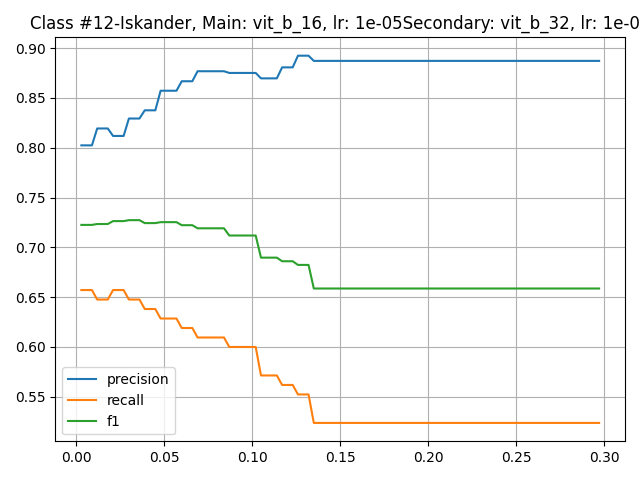 Class #12-Iskander, Main: vit_b_16, lr: 1e-05Secondary: vit_b_32, lr: 1e-0
0.90
0.85
0.80
0.75
0.70
0.65
0.60
0.55
precision
recall
f1
0.00 0.05 0.10 0.15 0.20 0.25 0.30